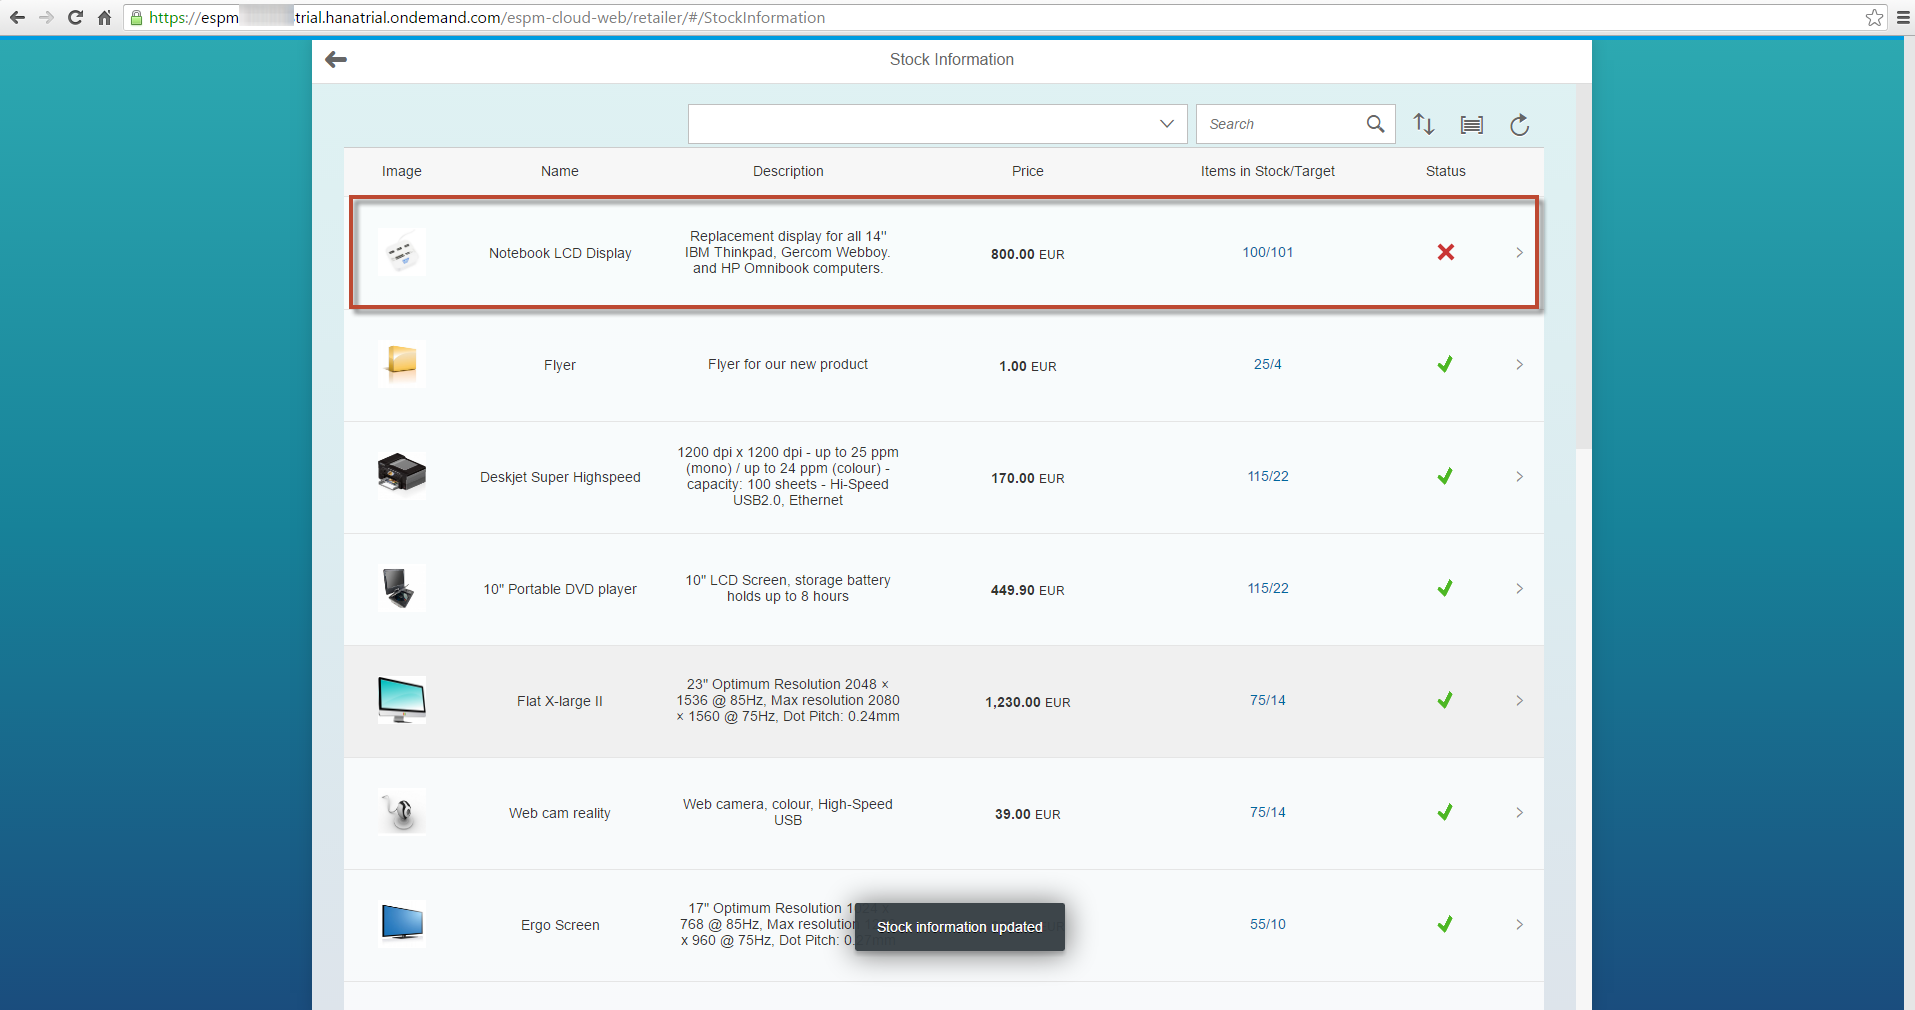 https://espm trial.hanatrial.ondemand.com/espm-cloud-web/retailer/#/StockInformation
Stock Information
Search
Image Name Description Price Items in Stock/Target Status
Notebook LCD Display
Replacement display for all 14"
IBM Thinkpad, Gercom Webboy.
and HP Omnibook computers.
800.00 EUR
100/101
Flyer
Flyer for our new product
1.00 EUR
25/4
Deskjet Super Highspeed
1200 dpi x 1200 dpi - up to 25 ppm
(mono) / up to 24 ppm (colour) -
capacity: 100 sheets - Hi-Speed
USB2.0, Ethernet
170.00 EUR
115/22
10" Portable DVD player
10" LCD Screen, storage battery
holds up to 8 hours
449.90 EUR
115/22
Flat X-large II
23" Optimum Resolution 2048 ×
1536 @ 85Hz, Max resolution 2080
× 1560 @ 75Hz, Dot Pitch: 0.24mm
1,230.00 EUR
75/14
Web cam reality
Web camera, colour, High-Speed
USB
39.00 EUR
75/14
Ergo Screen
17" Optimum Resolution
768 @ 85Hz, Max resolution
x 960 @ 75Hz, Dot Pitch:
55/10
Stock information updated